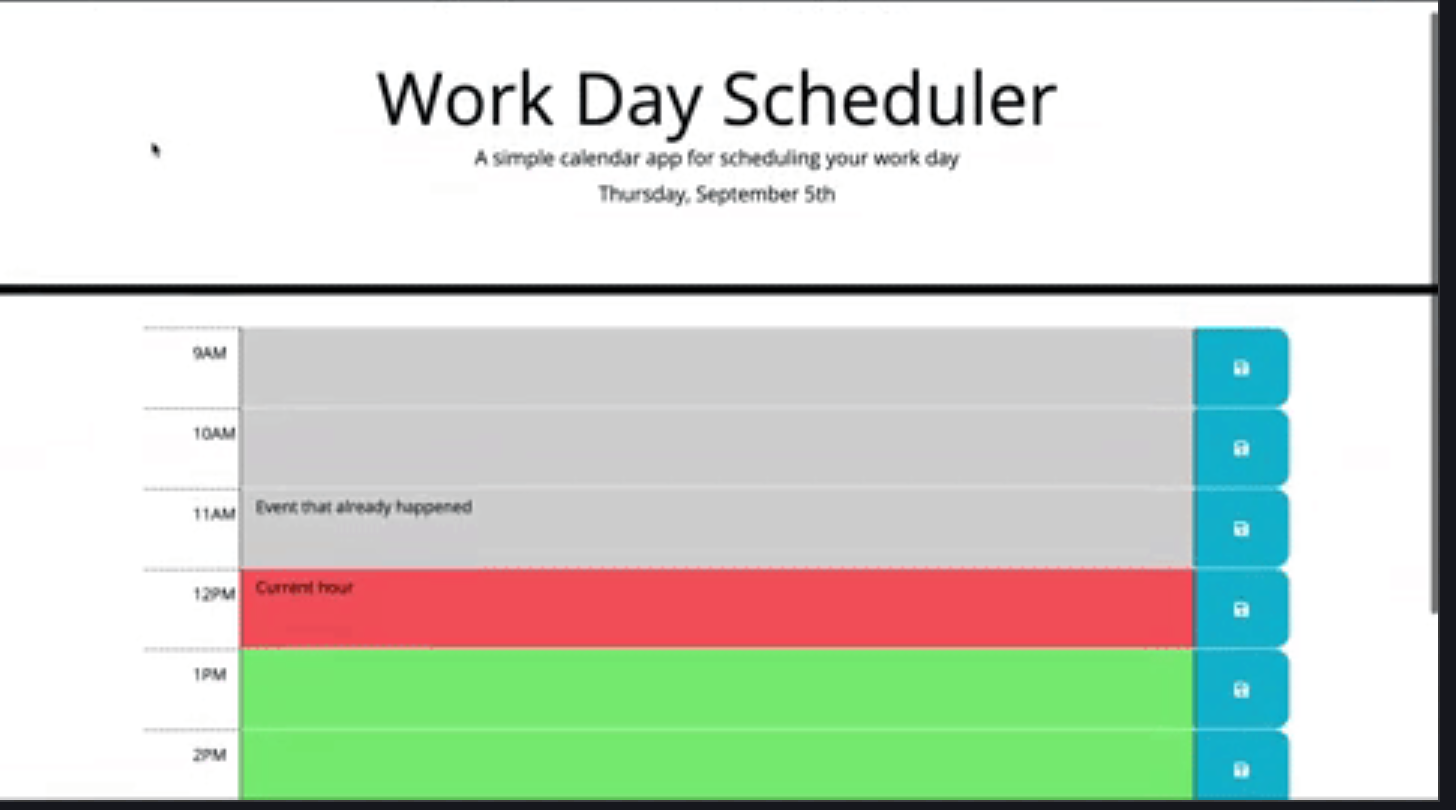 Work Day Scheduler
A simple calendar app for scheduling your work day
Thursday, September 5th
9AM
10AM
11AM Event that already happened
12PM Current hour
1PM
2PM